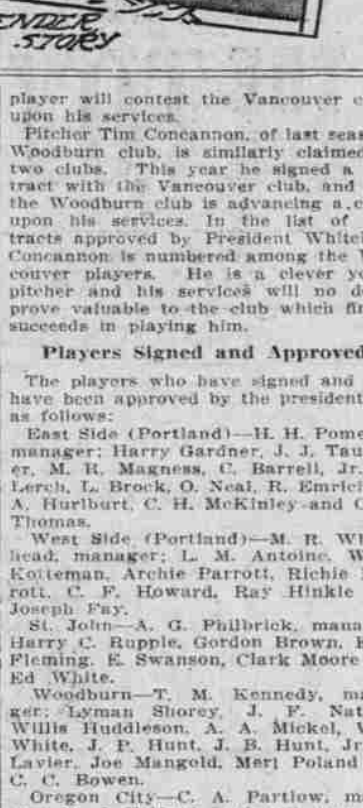 STORY
player will contest the Vancouver c
upon his services.
Pitcher Tim Concannon, of last seas
Woodburn club, is similarly claimed
two clubs. This year he signed a
tract with the Vancouver club, and
the Woodburn club is advancing a c
upon his services. In the list of
tracts approved by President White
Concannon is numbered among the V
couver players. He is a clever yo
pitcher and his services will no d
prove valuable to the club which fin
succeeds in playing him.
Players Signed and Approved
The players who have signed and
have been approved by the president
as follows:
East Side (Portland)—H. H. Pome
manager; Harry Gardner, J. J. Tau
er, M. R. Magness, C. Barrell, Jr.
Lerch, L. Brock, O. Neal, R. Emrich
A. Hurlburt, C. H. McKinley and C
Thomas.
West Side (Portland)—M. R. Wh
head, manager; L. M. Antoine, W
Kotteman, Archie Parrott, Richie
rott, C. F. Howard, Ray Hinkle
Joseph Fay.
St. John—A. G. Philbrick, mana
Harry C. Rupple, Gordon Brown, E
Fleming, E. Swanson, Clark Moore
Ed White.
Woodburn—T. M. Kennedy, m
ger; Lyman Shorey, J. F. Nat
Willis Huddleson, A. A. Mickel, V
White, J. P. Hunt, J. B. Hunt, Jr
Lavier, Joe Mangold, Merl Poland
C. C. Bowen.
Oregon City—C. A. Partlow, m